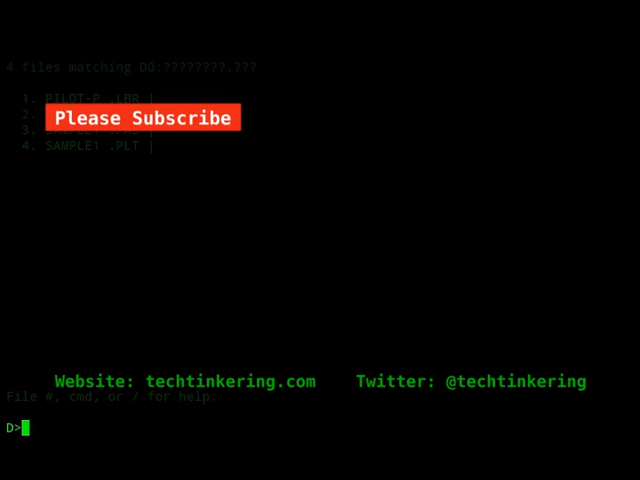 4 files matching D0:????????.???
1. PILOT-P .LBR |
2.
Please Subscribe
4. SAMPLE1 .PLT |
Website: techtinkering.com Twitter: @techtinkering
File #, cmd, or / for help:
D>